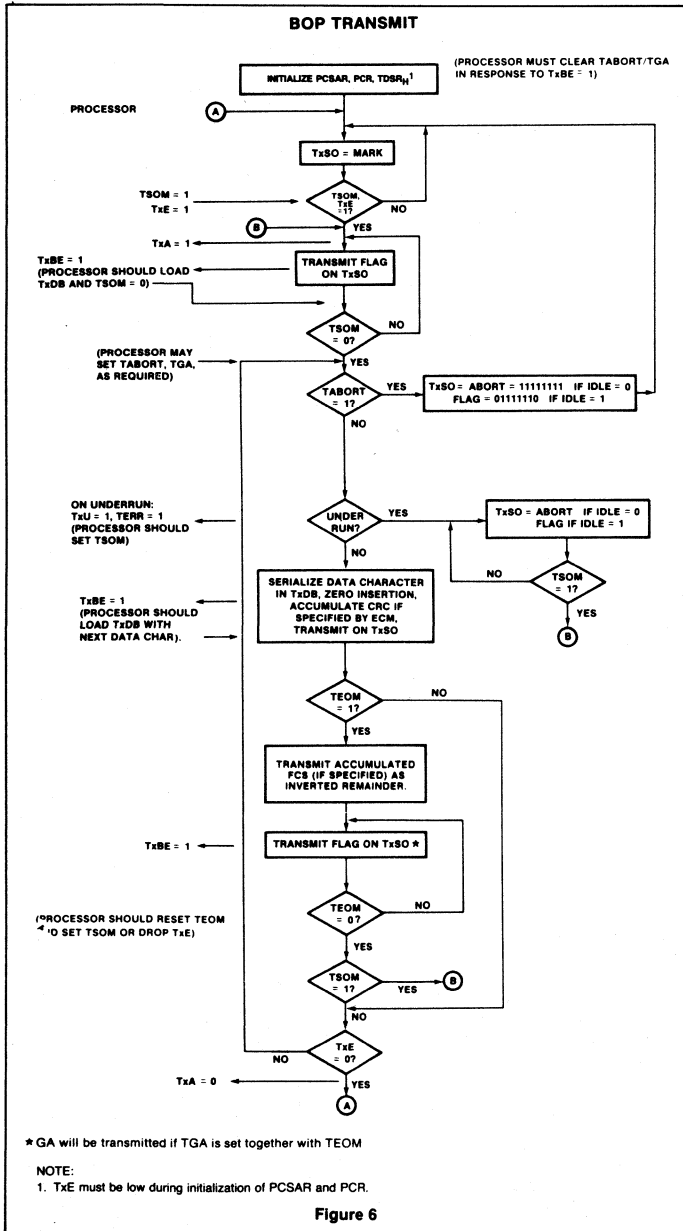 BOP TRANSMIT
INITIALIZE PCSAR, PCR, TDSRH1
(PROCESSOR MUST CLEAR TABORT/TGA
IN RESPONSE TO TxBE = 1)
PROCESSOR
A
TxSO = MARK
TSOM = 1
TxE = 1
TSOM,
TxE
=1?
NO
YES
B
TxA = 1
TRANSMIT FLAG
ON TxSO
TxBE = 1
(PROCESSOR SHOULD LOAD
TxDB AND TSOM = 0)
TSOM
= 0?
NO
YES
(PROCESSOR MAY
SET TABORT, TGA,
AS REQUIRED)
TABORT
= 1?
YES
NO
TxSO = ABORT = 11111111 IF IDLE = 0
FLAG = 01111110 IF IDLE = 1
ON UNDERRUN:
TxU = 1, TERR = 1
(PROCESSOR SHOULD
SET TSOM)
UNDER
RUN?
YES
NO
TxSO = ABORT IF IDLE = 0
FLAG IF IDLE = 1
TSOM
= 1?
NO
YES
B
SERIALIZE DATA CHARACTER
IN TxDB, ZERO INSERTION,
ACCUMULATE CRC IF
SPECIFIED BY ECM,
TRANSMIT ON TxSO
TxBE = 1
(PROCESSOR SHOULD
LOAD TxDB WITH
NEXT DATA CHAR).
TEOM
= 1?
NO
YES
TRANSMIT ACCUMULATED
FCS (IF SPECIFIED) AS
INVERTED REMAINDER.
TxBE = 1
TRANSMIT FLAG ON TxSO *
TEOM
= 0?
NO
YES
(PROCESSOR SHOULD RESET TEOM
'D SET TSOM OR DROP TxE)
TSOM
= 1?
YES
B
NO
TxE
= 0?
NO
YES
TxA = 0
A
* GA will be transmitted if TGA is set together with TEOM
NOTE:
1. TxE must be low during initialization of PCSAR and PCR.
Figure 6